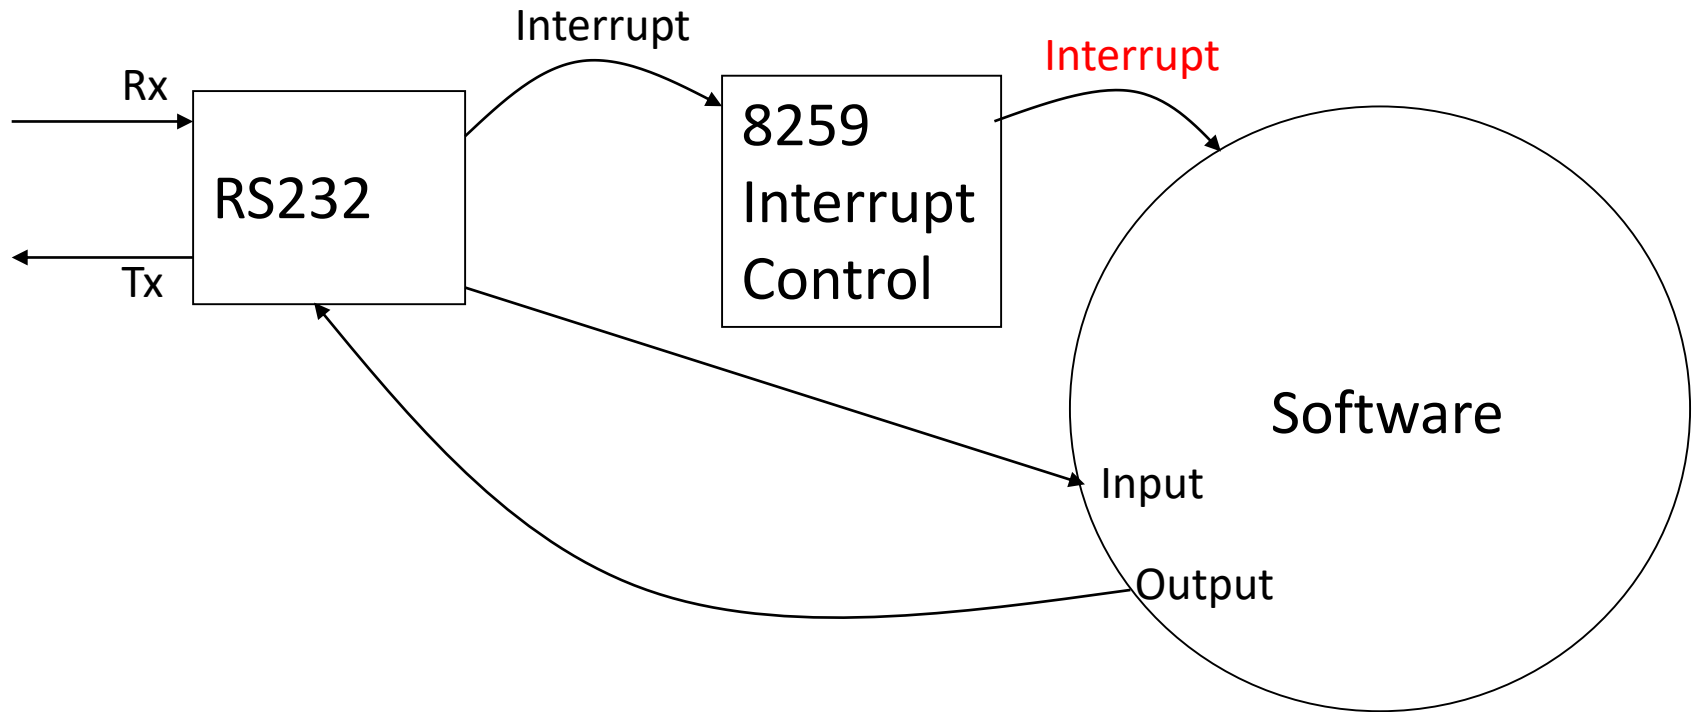 Interrupt
Interrupt
Rx
8259
Interrupt
Control
RS232
Tx
Software
Input
Output